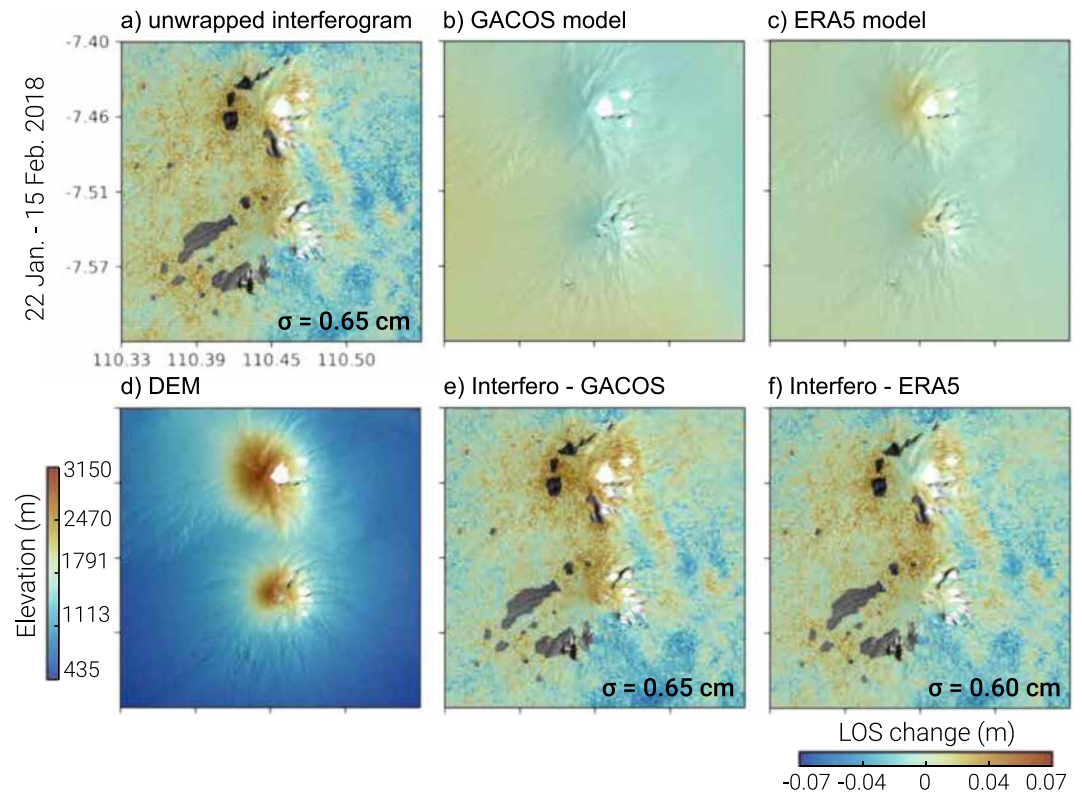 a) unwrapped interferogram
b) GACOS model
c) ERA5 model
22 Jan. - 15 Feb. 2018
-7.40
-7.46
-7.51
-7.57
σ = 0.65 cm
110.33 110.39 110.45 110.50
d) DEM
e) Interfero - GACOS
f) Interfero - ERA5
Elevation (m)
3150
2470
1791
1113
435
σ = 0.65 cm
σ = 0.60 cm
LOS change (m)
-0.07 -0.04 0 0.04 0.07